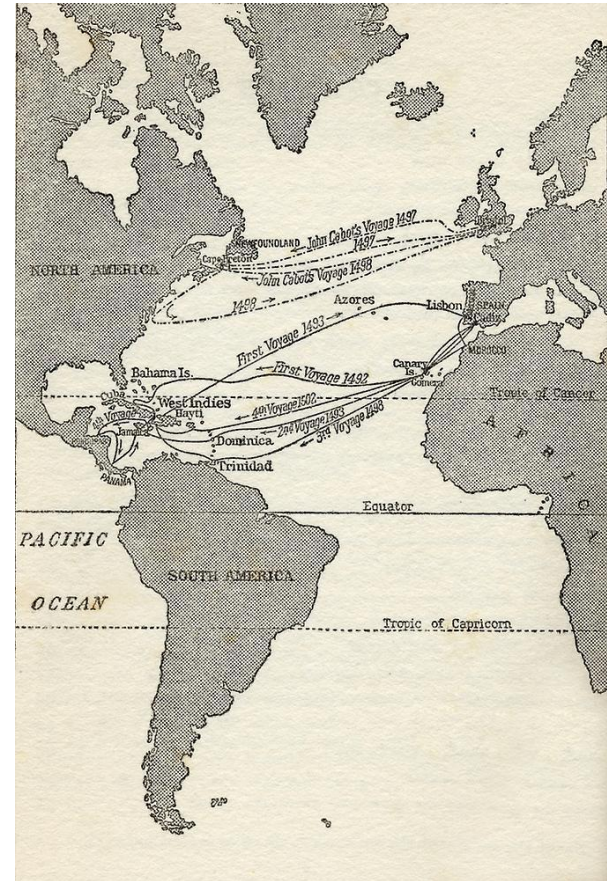 John Cabot's Voyage 1497
NEWFOUNDLAND
1497
Cape Breton
John Cabot's Voyage 1498
NORTH AMERICA
1498
Azores
Lisbon
SPAIN
Cadiz
First Voyage 1493
MOROCCO
First Voyage 1492
Canary
Is.
Gomera
Bahama Is.
Tropic of Cancer
Cuba
West Indies
4th Voyage 1502
Hayti
4th Voyage
2nd Voyage 1493
3rd Voyage 1498
Jamaica
Dominica
AFRICA
Trinidad
PANAMA
Equator
PACIFIC
OCEAN
SOUTH AMERICA
Tropic of Capricorn